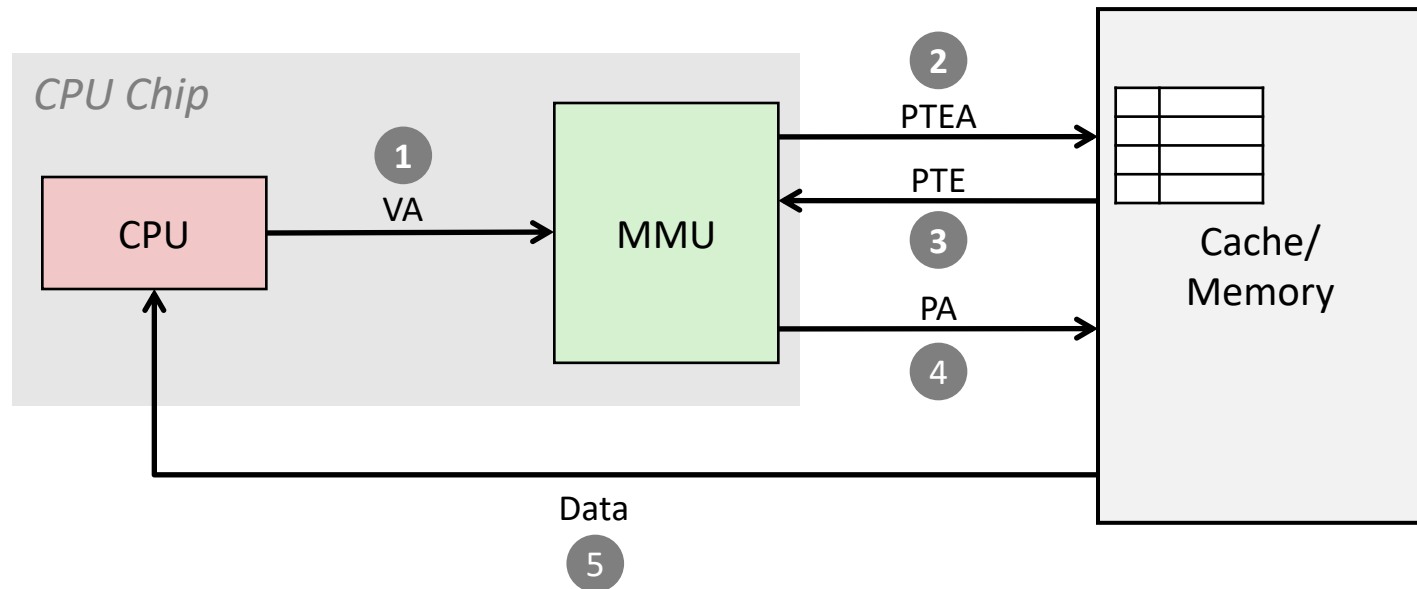 CPU Chip
2
PTEA
1
VA
PTE
CPU
MMU
3
Cache/
Memory
PA
4
Data
5